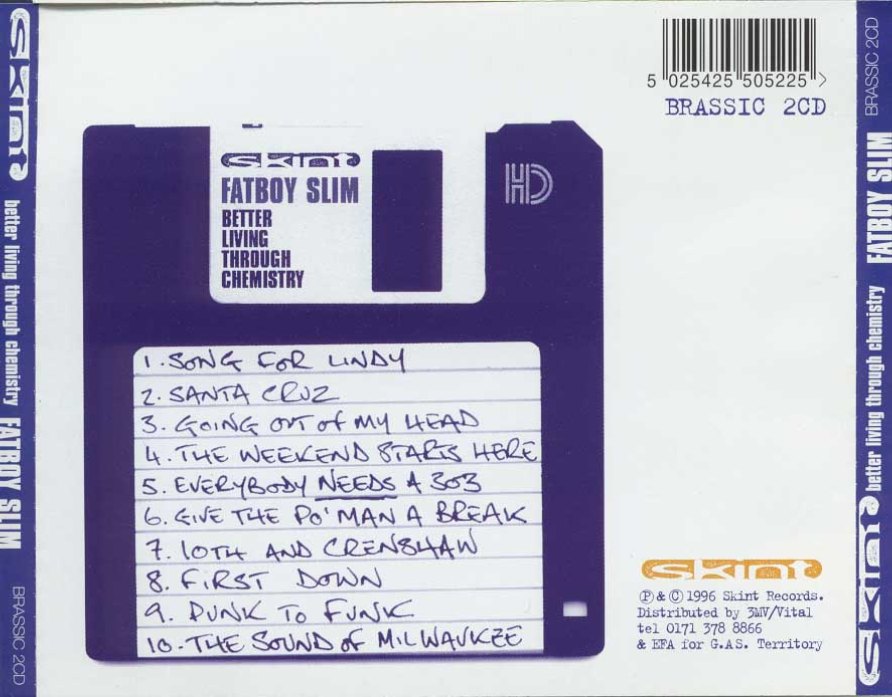 skint
better living through chemistry FATBOY SLIM
BRASSIC 2CD
5 025425 505225 >
BRASSIC 2CD
skint
FATBOY SLIM
BETTER
LIVING
THROUGH
CHEMISTRY
HD
1. SONG FOR LINDY
2. SANTA CRUZ
3. GOING OUT OF MY HEAD
4. THE WEEKEND STARTS HERE
5. EVERYBODY NEEDS A 303
6. GIVE THE PO' MAN A BREAK
7. 10TH AND CRENSHAW
8. FIRST DOWN
9. PUNK TO FUNK
10. THE SOUND OF MILWAUKEE
skint
Ⓟ & © 1996 Skint Records.
Distributed by 3MV/Vital
tel 0171 378 8866
& EFA for G.A.S. Territory
BRASSIC 2CD
FATBOY SLIM
better living through chemistry
skint